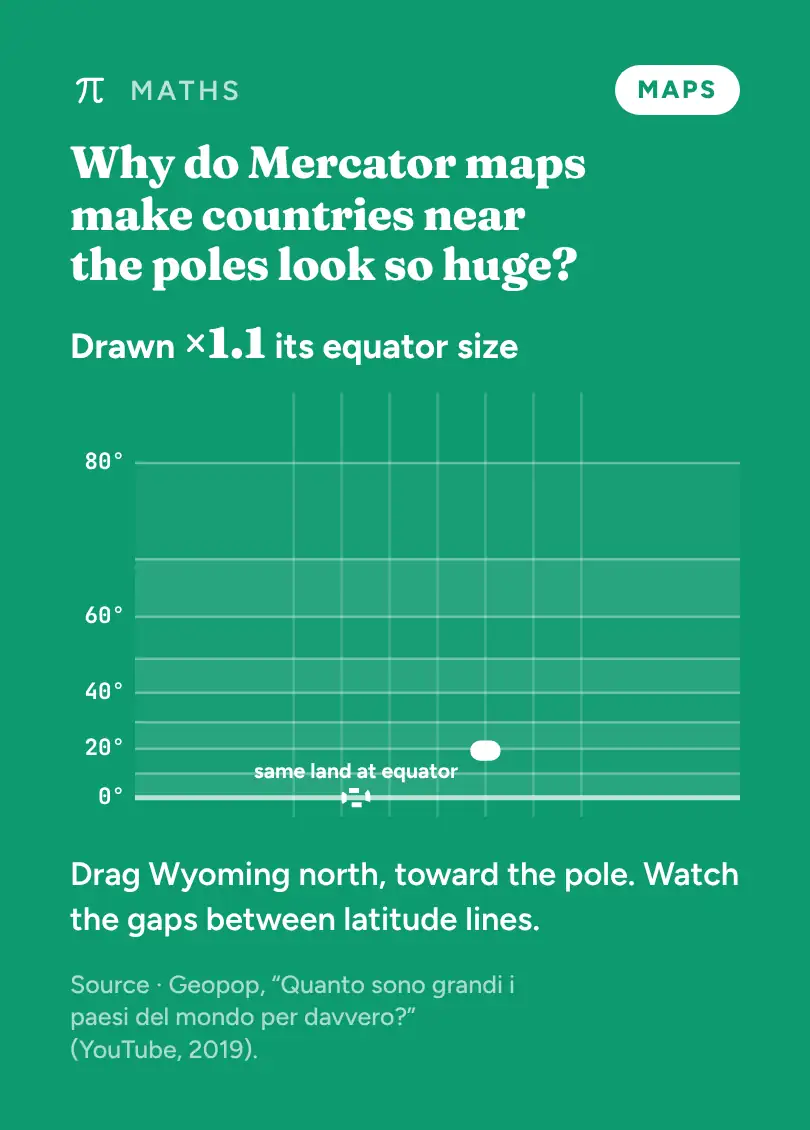 π MATHS
MAPS
Why do Mercator maps
make countries near
the poles look so huge?
Drawn ×1.1 its equator size
80°
60°
40°
20°
same land at equator
0°
Drag Wyoming north, toward the pole. Watch
the gaps between latitude lines.
Source · Geopop, “Quanto sono grandi i
paesi del mondo per davvero?”
(YouTube, 2019).